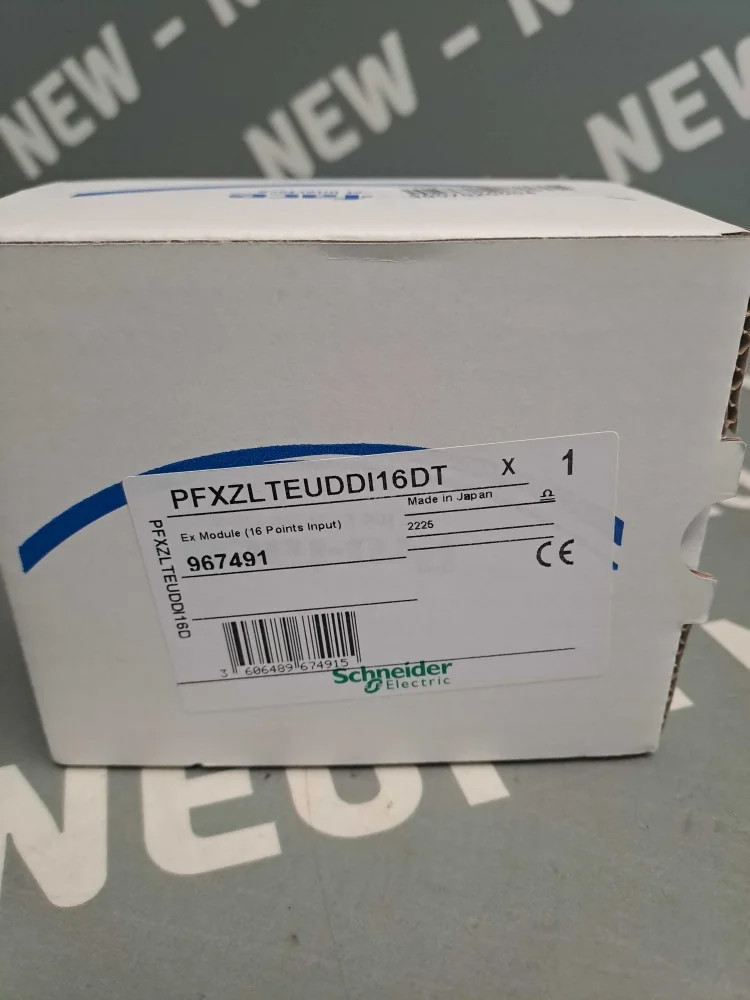 NEW - N
NEW - N
NEW
PFXZLTEUDDI16DT X 1
Made in Japan
Ex Module (16 Points Input)
2225
967491
CE
PFXZLTEUDDI16D
3 606489 674915
Schneider
Electric
NEW